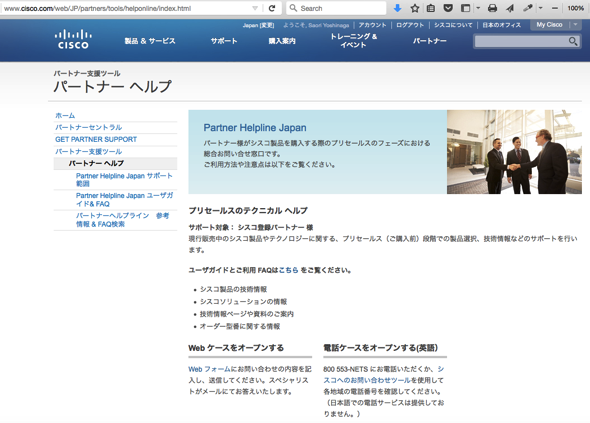 www.cisco.com/web/JP/partners/tools/helponline/index.html
Search
100%
Japan [変更] ようこそ, Saori Yoshinaga アカウント ログアウト シスコについて 日本のオフィス My Cisco
CISCO
製品 & サービス
サポート
購入案内
トレーニング &
イベント
パートナー
パートナー支援ツール
パートナー ヘルプ
ホーム
パートナーセントラル
GET PARTNER SUPPORT
パートナー支援ツール
パートナー ヘルプ
Partner Helpline Japan サポート
範囲
Partner Helpline Japan ユーザガ
イド& FAQ
パートナーヘルプライン 参考
情報 & FAQ検索
Partner Helpline Japan
パートナー様がシスコ製品を購入する際のプリセールスのフェーズにおける
総合お問い合せ窓口です。
ご利用方法や注意点は以下をご覧ください。
プリセールスのテクニカル ヘルプ
サポート対象： シスコ登録パートナー 様
現行販売中のシスコ製品やテクノロジーに関する、プリセールス（ご購入前）段階での製品選択、技術情報などのサポートを行い
ます。
ユーザガイドとご利用 FAQはこちら をご覧ください。
シスコ製品の技術情報
シスコソリューションの情報
技術情報ページや資料のご案内
オーダー型番に関する情報
Web ケースをオープンする
Web フォームにお問い合わせの内容を記
入し、送信してください。スペシャリス
トがメールにてお答えいたします。
電話ケースをオープンする(英語）
800 553-NETS にお電話いただくか、シ
スコへのお問い合わせツールを使用して
各地域の電話番号を確認してください。
（日本語での電話サービスは提供してお
りません。）